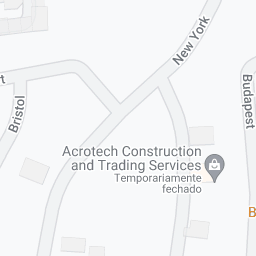 New York
t
Bristol
Budapest
Acrotech Construction
and Trading Services
Temporariamente
fechado
B